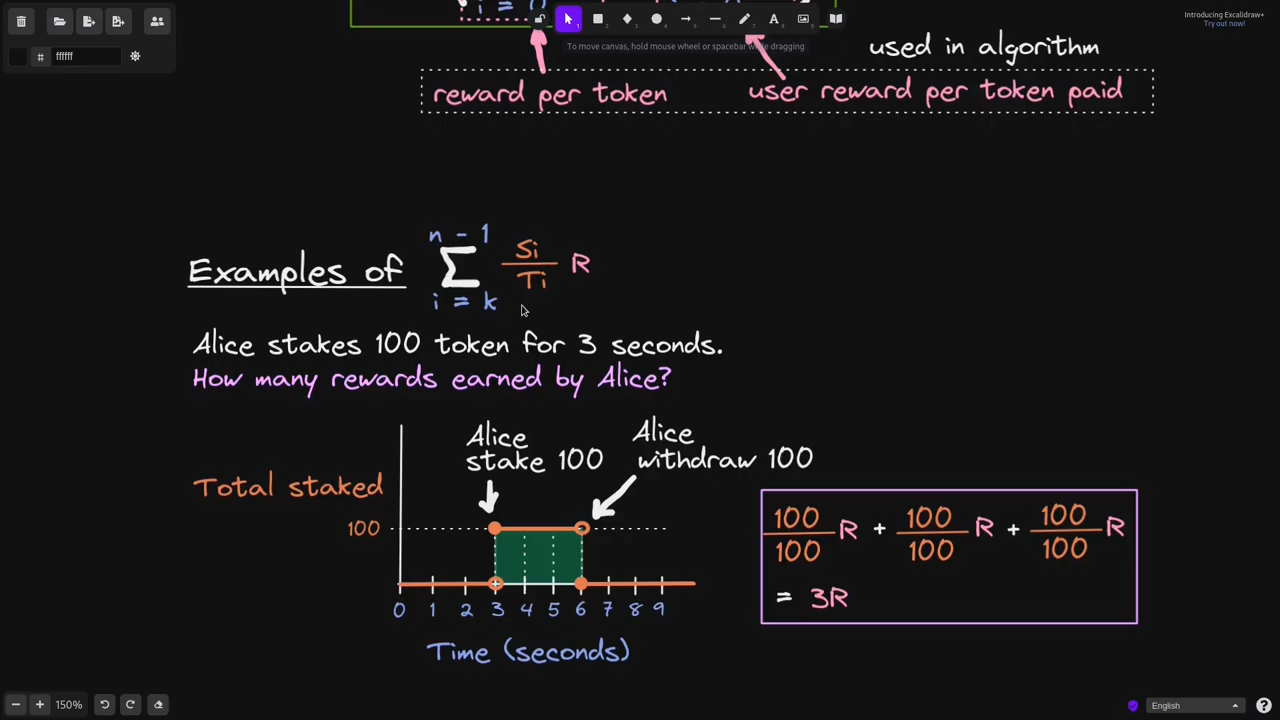 i = 0
Introducing Excalidraw+
Try out now!
# ffffff
To move canvas, hold mouse wheel or spacebar while dragging
used in algorithm
reward per token
user reward per token paid
Examples of
n - 1
Σ Si / Ti R
i = k
Alice stakes 100 token for 3 seconds.
How many rewards earned by Alice?
Alice
stake 100
Alice
withdraw 100
Total staked
100
0 1 2 3 4 5 6 7 8 9
Time (seconds)
100/100 R + 100/100 R + 100/100 R
= 3R
150%
English